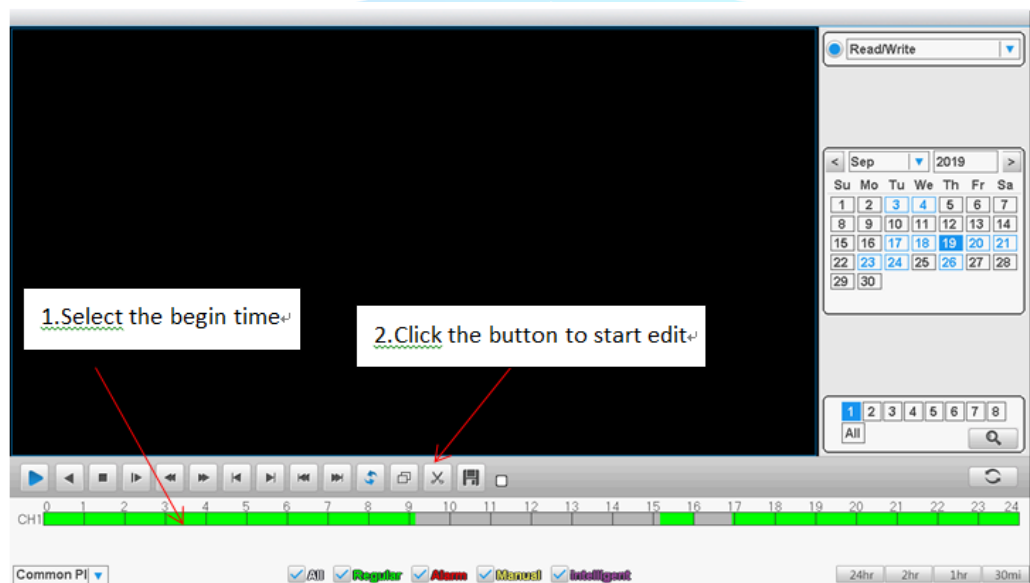 Read/Write
< Sep 2019 >
Su Mo Tu We Th Fr Sa
1 2 3 4 5 6 7
8 9 10 11 12 13 14
15 16 17 18 19 20 21
22 23 24 25 26 27 28
29 30
1.Select the begin time
2.Click the button to start edit
1 2 3 4 5 6 7 8
All
0 1 2 3 4 5 6 7 8 9 10 11 12 13 14 15 16 17 18 19 20 21 22 23 24
CH1
Common Pl All Regular Alarm Manual Intelligent 24hr 2hr 1hr 30mi